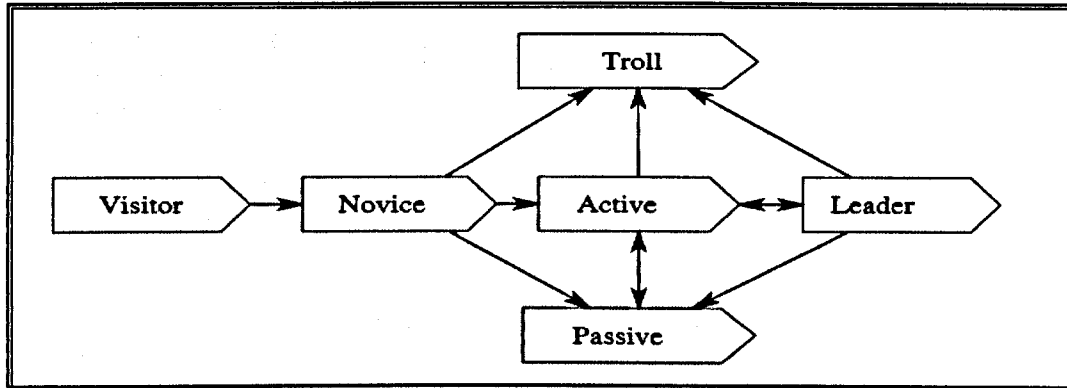 Troll
Visitor
Novice
Active
Leader
Passive